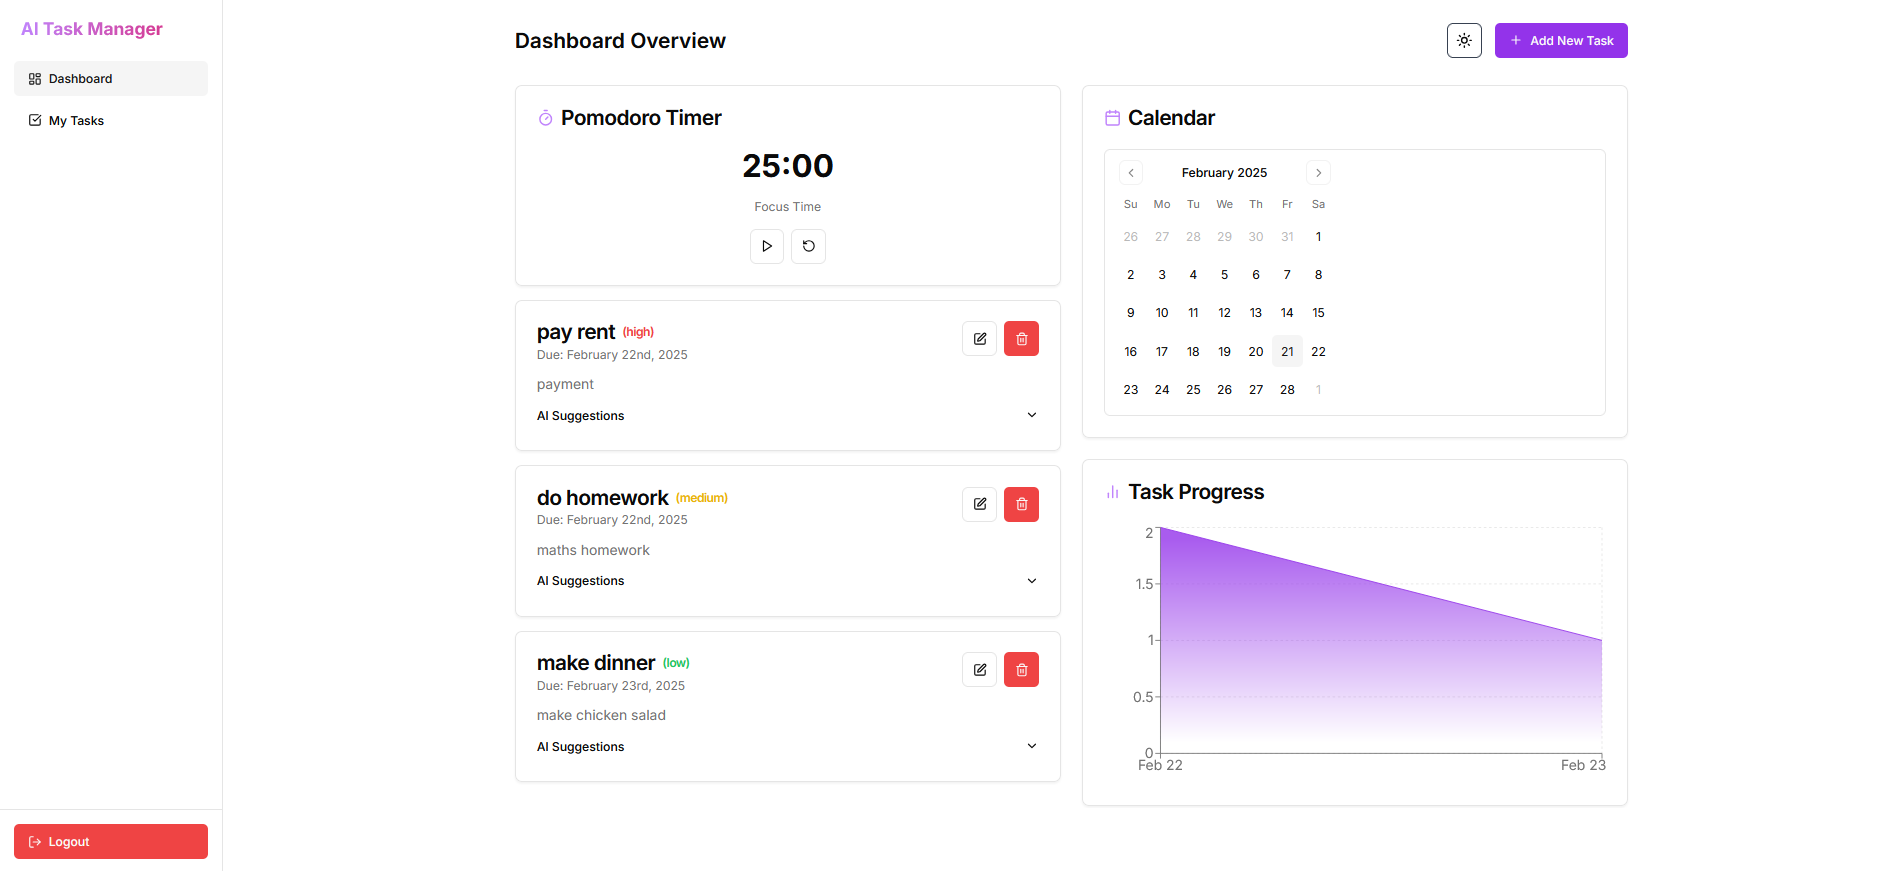 AI Task Manager
Dashboard
My Tasks
Logout
Dashboard Overview
Add New Task
Pomodoro Timer
25:00
Focus Time
pay rent (high)
Due: February 22nd, 2025
payment
AI Suggestions
do homework (medium)
Due: February 22nd, 2025
maths homework
AI Suggestions
make dinner (low)
Due: February 23rd, 2025
make chicken salad
AI Suggestions
Calendar
February 2025
Su Mo Tu We Th Fr Sa
26 27 28 29 30 31 1
2 3 4 5 6 7 8
9 10 11 12 13 14 15
16 17 18 19 20 21 22
23 24 25 26 27 28 1
Task Progress
2
1.5
1
0.5
0
Feb 22 Feb 23